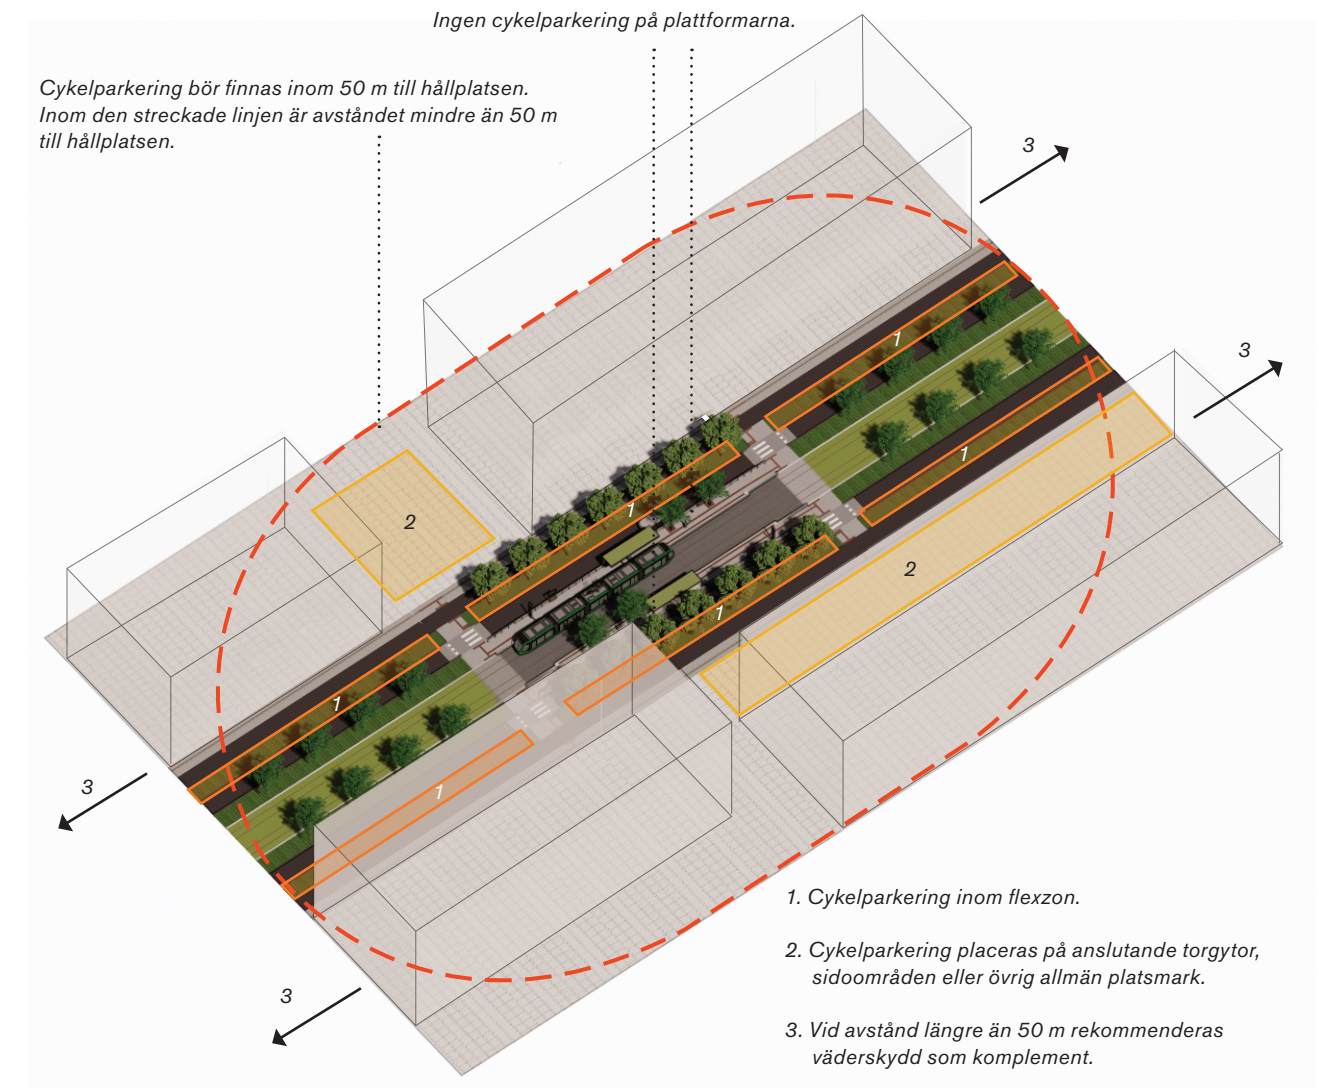 Ingen cykelparkering på plattformarna.
Cykelparkering bör finnas inom 50 m till hållplatsen.
Inom den streckade linjen är avståndet mindre än 50 m
till hållplatsen.
3
1
3
1
2
1
2
1
1
3
1
3
1. Cykelparkering inom flexzon.
2. Cykelparkering placeras på anslutande torgytor,
sidoområden eller övrig allmän platsmark.
3. Vid avstånd längre än 50 m rekommenderas
väderskydd som komplement.